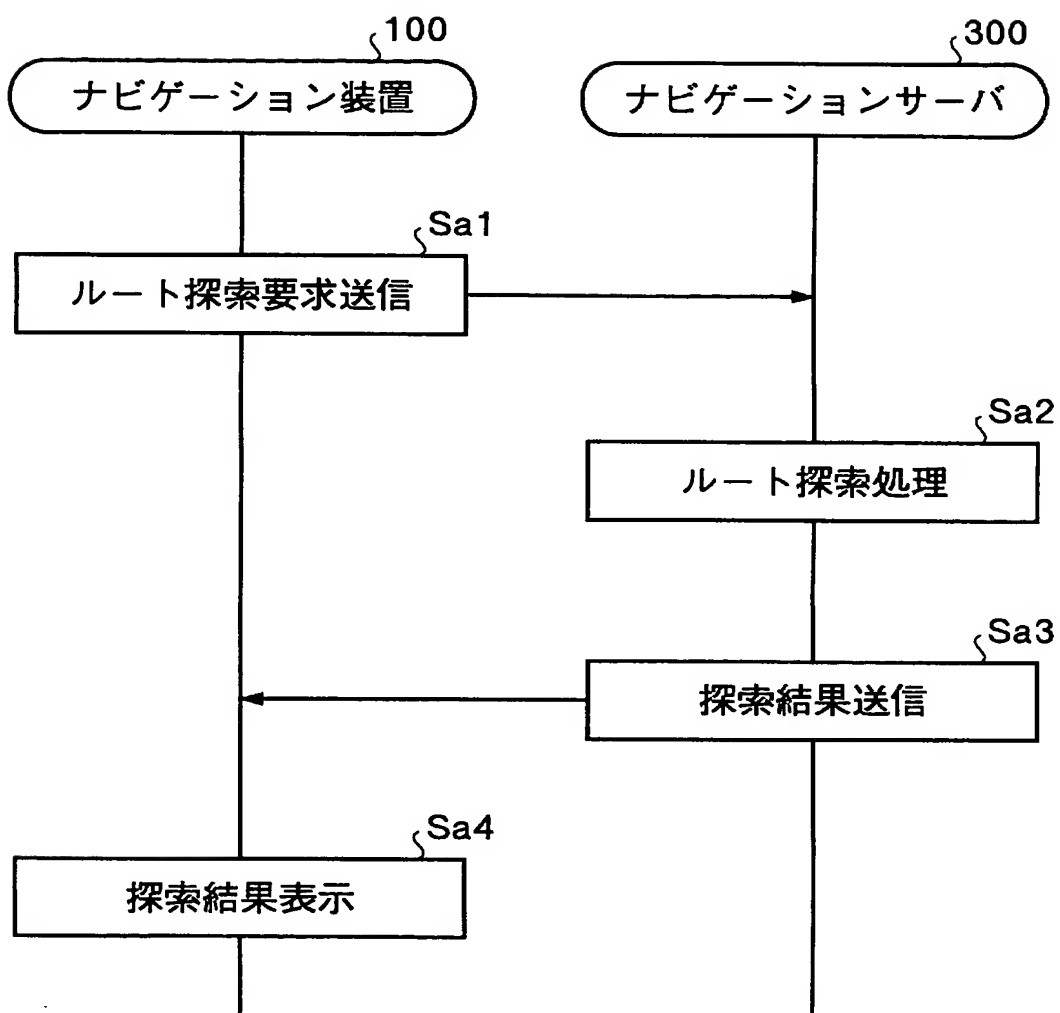 100
300
ナビゲーション装置
ナビゲーションサーバ
Sa1
ルート探索要求送信
Sa2
ルート探索処理
Sa3
探索結果送信
Sa4
探索結果表示